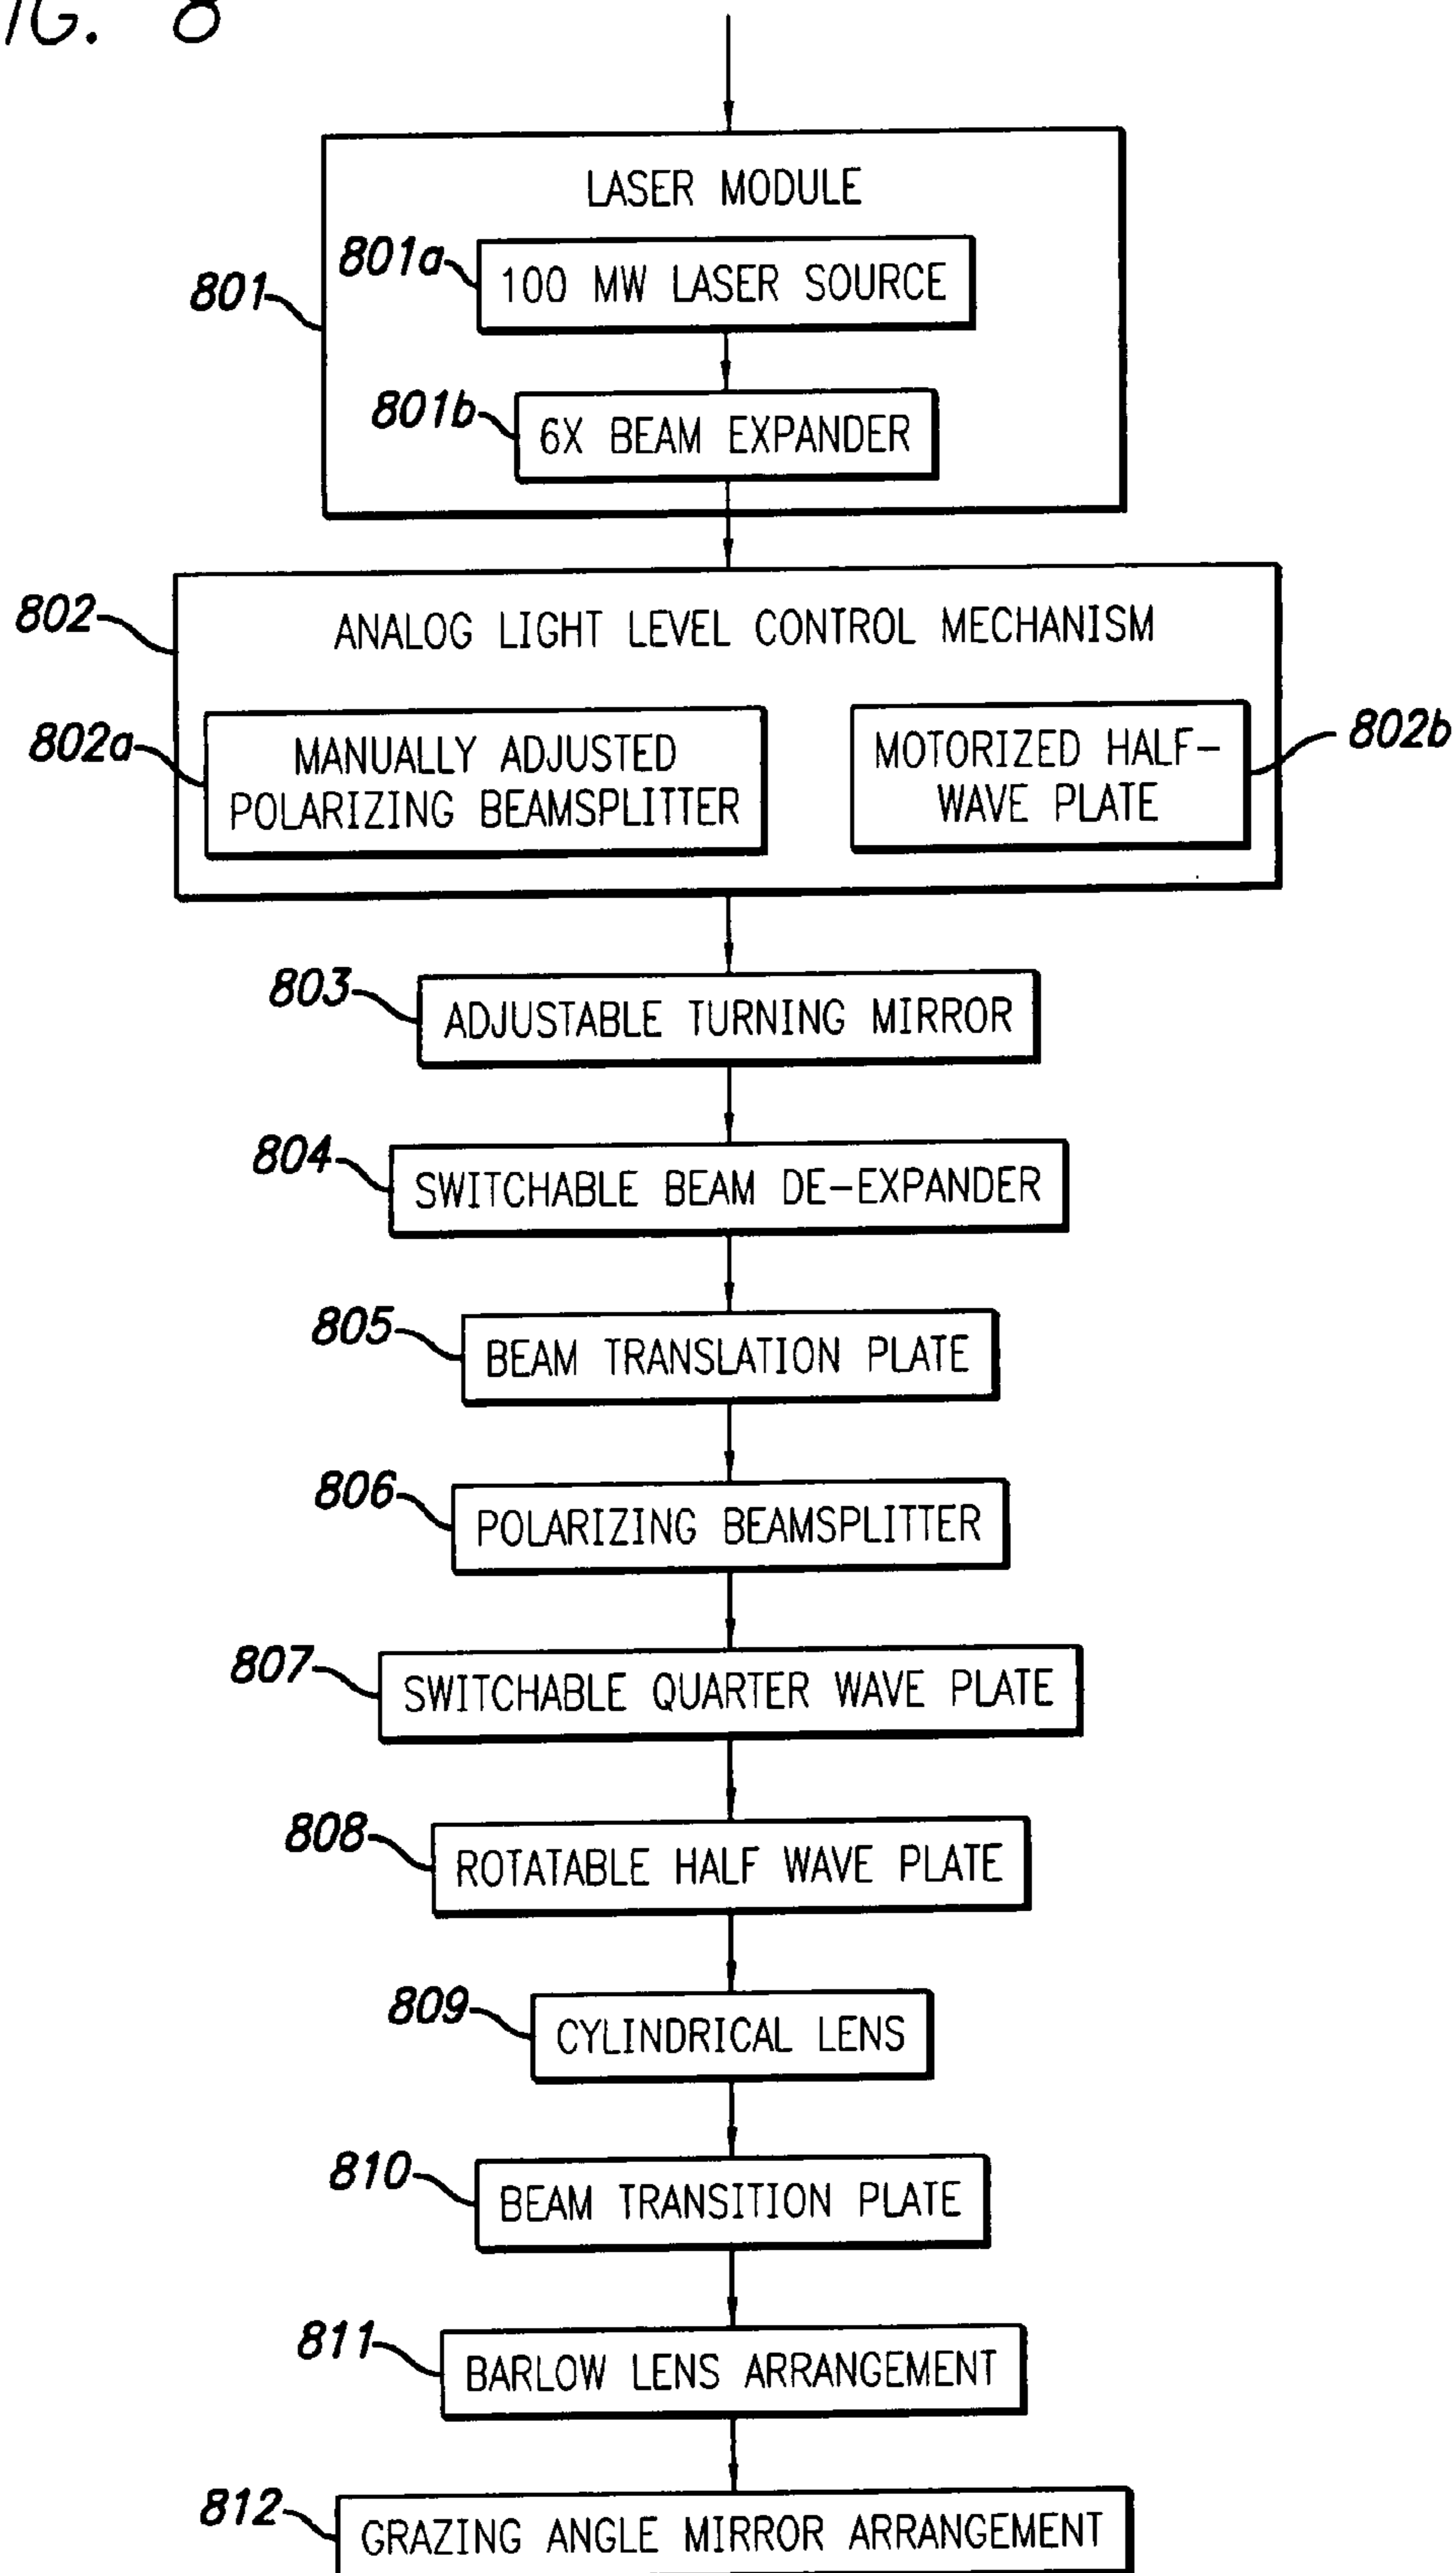 IG. 8
LASER MODULE
801
801a
100 MW LASER SOURCE
801b
6X BEAM EXPANDER
802
ANALOG LIGHT LEVEL CONTROL MECHANISM
802a
MANUALLY ADJUSTED
POLARIZING BEAMSPLITTER
MOTORIZED HALF-
WAVE PLATE
802b
803
ADJUSTABLE TURNING MIRROR
804
SWITCHABLE BEAM DE-EXPANDER
805
BEAM TRANSLATION PLATE
806
POLARIZING BEAMSPLITTER
807
SWITCHABLE QUARTER WAVE PLATE
808
ROTATABLE HALF WAVE PLATE
809
CYLINDRICAL LENS
810
BEAM TRANSITION PLATE
811
BARLOW LENS ARRANGEMENT
812
GRAZING ANGLE MIRROR ARRANGEMENT